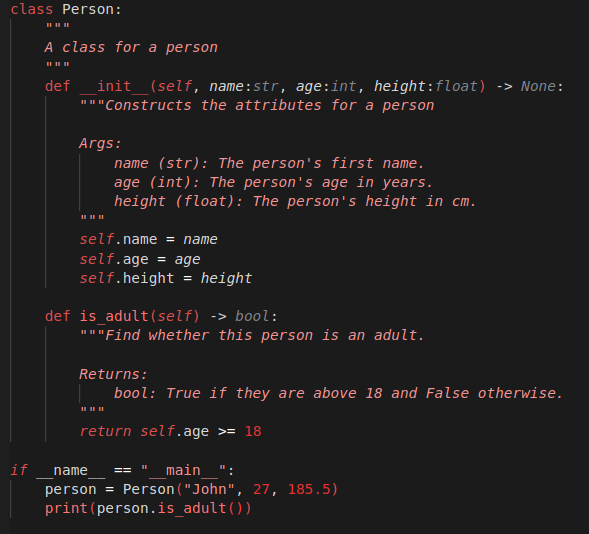 class Person:
    """
    A class for a person
    """
    def __init__(self, name:str, age:int, height:float) -> None:
        """Constructs the attributes for a person

        Args:
            name (str): The person's first name.
            age (int): The person's age in years.
            height (float): The person's height in cm.
        """
        self.name = name
        self.age = age
        self.height = height

    def is_adult(self) -> bool:
        """Find whether this person is an adult.

        Returns:
            bool: True if they are above 18 and False otherwise.
        """
        return self.age >= 18

if __name__ == "__main__":
    person = Person("John", 27, 185.5)
    print(person.is_adult())